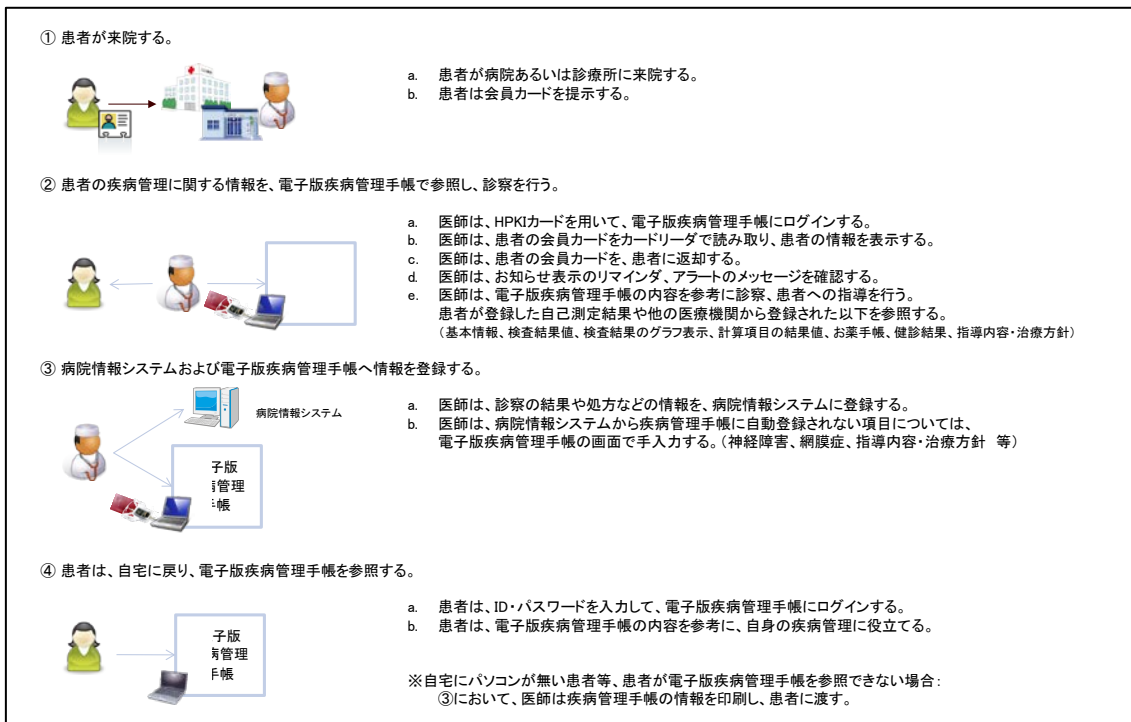 ① 患者が来院する。
a. 患者が病院あるいは診療所に来院する。
b. 患者は会員カードを提示する。
② 患者の疾病管理に関する情報を、電子版疾病管理手帳で参照し、診察を行う。
a. 医師は、HPKIカードを用いて、電子版疾病管理手帳にログインする。
b. 医師は、患者の会員カードをカードリーダで読み取り、患者の情報を表示する。
c. 医師は、患者の会員カードを、患者に返却する。
d. 医師は、お知らせ表示のリマインダ、アラートのメッセージを確認する。
e. 医師は、電子版疾病管理手帳の内容を参考に診察、患者への指導を行う。
患者が登録した自己測定結果や他の医療機関から登録された以下を参照する。
（基本情報、検査結果値、検査結果のグラフ表示、計算項目の結果値、お薬手帳、健診結果、指導内容・治療方針）
③ 病院情報システムおよび電子版疾病管理手帳へ情報を登録する。
病院情報システム
a. 医師は、診察の結果や処方などの情報を、病院情報システムに登録する。
b. 医師は、病院情報システムから疾病管理手帳に自動登録されない項目については、
電子版疾病管理手帳の画面で手入力する。（神経障害、網膜症、指導内容・治療方針　等）
子版
病管理
手帳
④ 患者は、自宅に戻り、電子版疾病管理手帳を参照する。
a. 患者は、ID・パスワードを入力して、電子版疾病管理手帳にログインする。
b. 患者は、電子版疾病管理手帳の内容を参考に、自身の疾病管理に役立てる。
子版
病管理
手帳
※自宅にパソコンが無い患者等、患者が電子版疾病管理手帳を参照できない場合：
③において、医師は疾病管理手帳の情報を印刷し、患者に渡す。